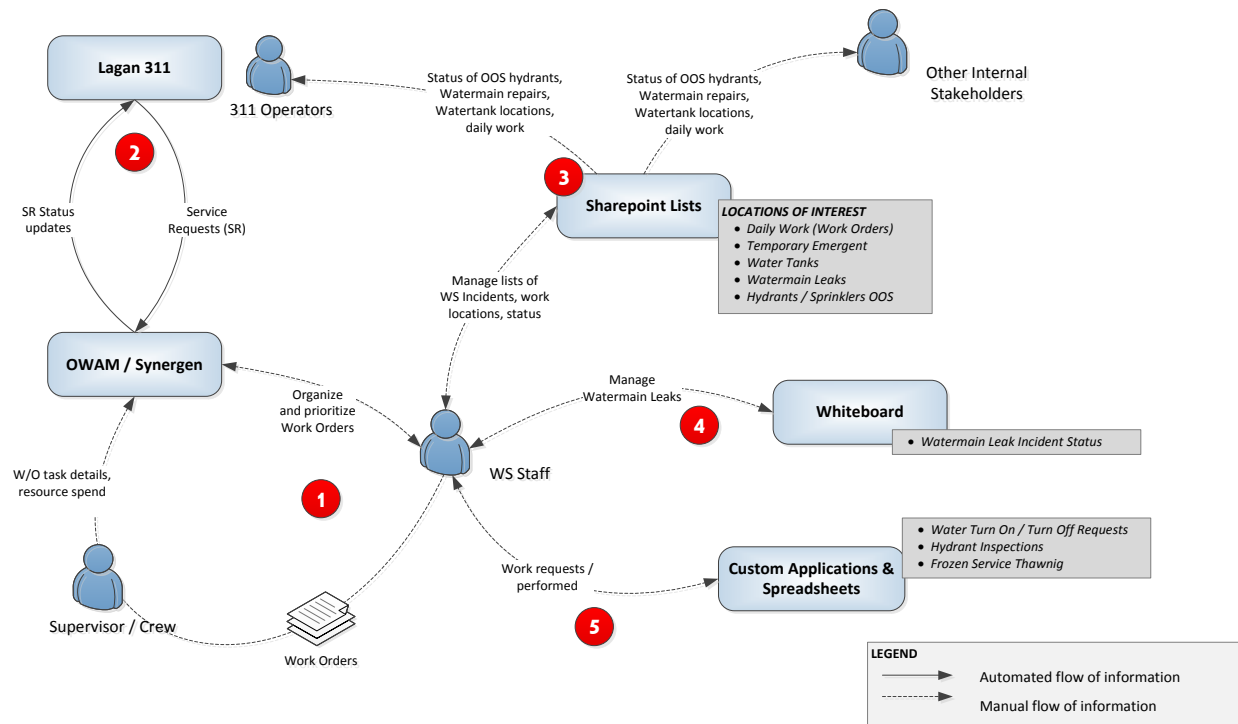 Lagan 311
311 Operators
Status of OOS hydrants,
Watermain repairs,
Watertank locations,
daily work
Status of OOS hydrants,
Watermain repairs,
Watertank locations,
daily work
Other Internal
Stakeholders
2
3
SR Status
updates
Service
Requests (SR)
Sharepoint Lists
LOCATIONS OF INTEREST
• Daily Work (Work Orders)
• Temporary Emergent
• Water Tanks
• Watermain Leaks
• Hydrants / Sprinklers OOS
Manage lists of
WS Incidents, work
locations, status
OWAM / Synergen
Organize
and prioritize
Work Orders
Manage
Watermain Leaks
4
Whiteboard
• Watermain Leak Incident Status
WS Staff
W/O task details,
resource spend
1
Work requests /
performed
5
Custom Applications &
Spreadsheets
• Water Turn On / Turn Off Requests
• Hydrant Inspections
• Frozen Service Thawnig
Supervisor / Crew
Work Orders
LEGEND
Automated flow of information
Manual flow of information